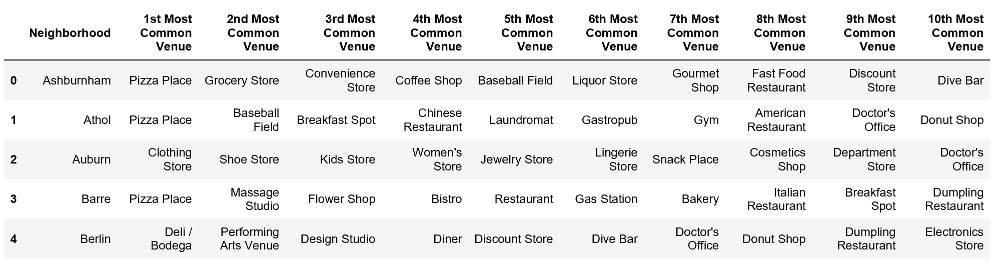 Neighborhood 1st Most Common Venue 2nd Most Common Venue 3rd Most Common Venue 4th Most Common Venue 5th Most Common Venue 6th Most Common Venue 7th Most Common Venue 8th Most Common Venue 9th Most Common Venue 10th Most Common Venue
0 Ashburnham Pizza Place Grocery Store Convenience Store Coffee Shop Baseball Field Liquor Store Gourmet Shop Fast Food Restaurant Discount Store Dive Bar
1 Athol Pizza Place Baseball Field Breakfast Spot Chinese Restaurant Laundromat Gastropub Gym American Restaurant Doctor's Office Donut Shop
2 Auburn Clothing Store Shoe Store Kids Store Women's Store Jewelry Store Lingerie Store Snack Place Cosmetics Shop Department Store Doctor's Office
3 Barre Pizza Place Massage Studio Flower Shop Bistro Restaurant Gas Station Bakery Italian Restaurant Breakfast Spot Dumpling Restaurant
4 Berlin Deli / Bodega Performing Arts Venue Design Studio Diner Discount Store Dive Bar Doctor's Office Donut Shop Dumpling Restaurant Electronics Store